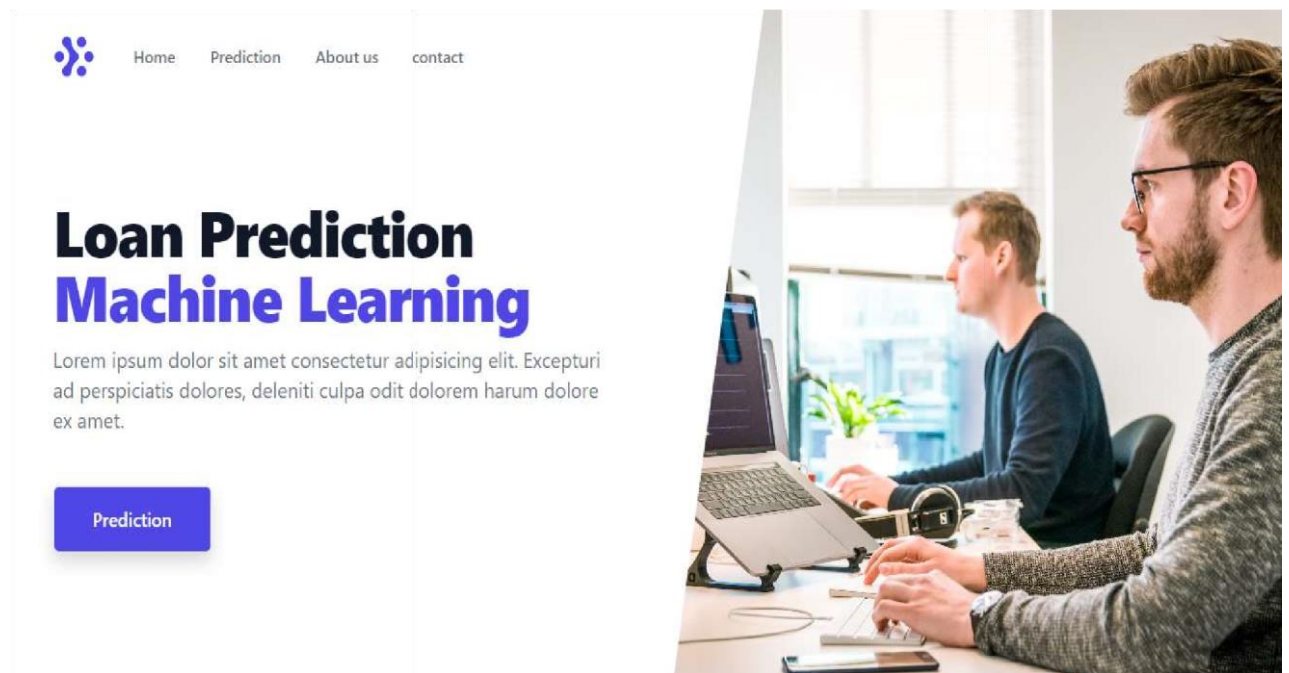 Home Prediction About us contact
Loan Prediction
Machine Learning
Lorem ipsum dolor sit amet consectetur adipisicing elit. Excepturi
ad perspiciatis dolores, deleniti culpa odit dolorem harum dolore
ex amet.
Prediction